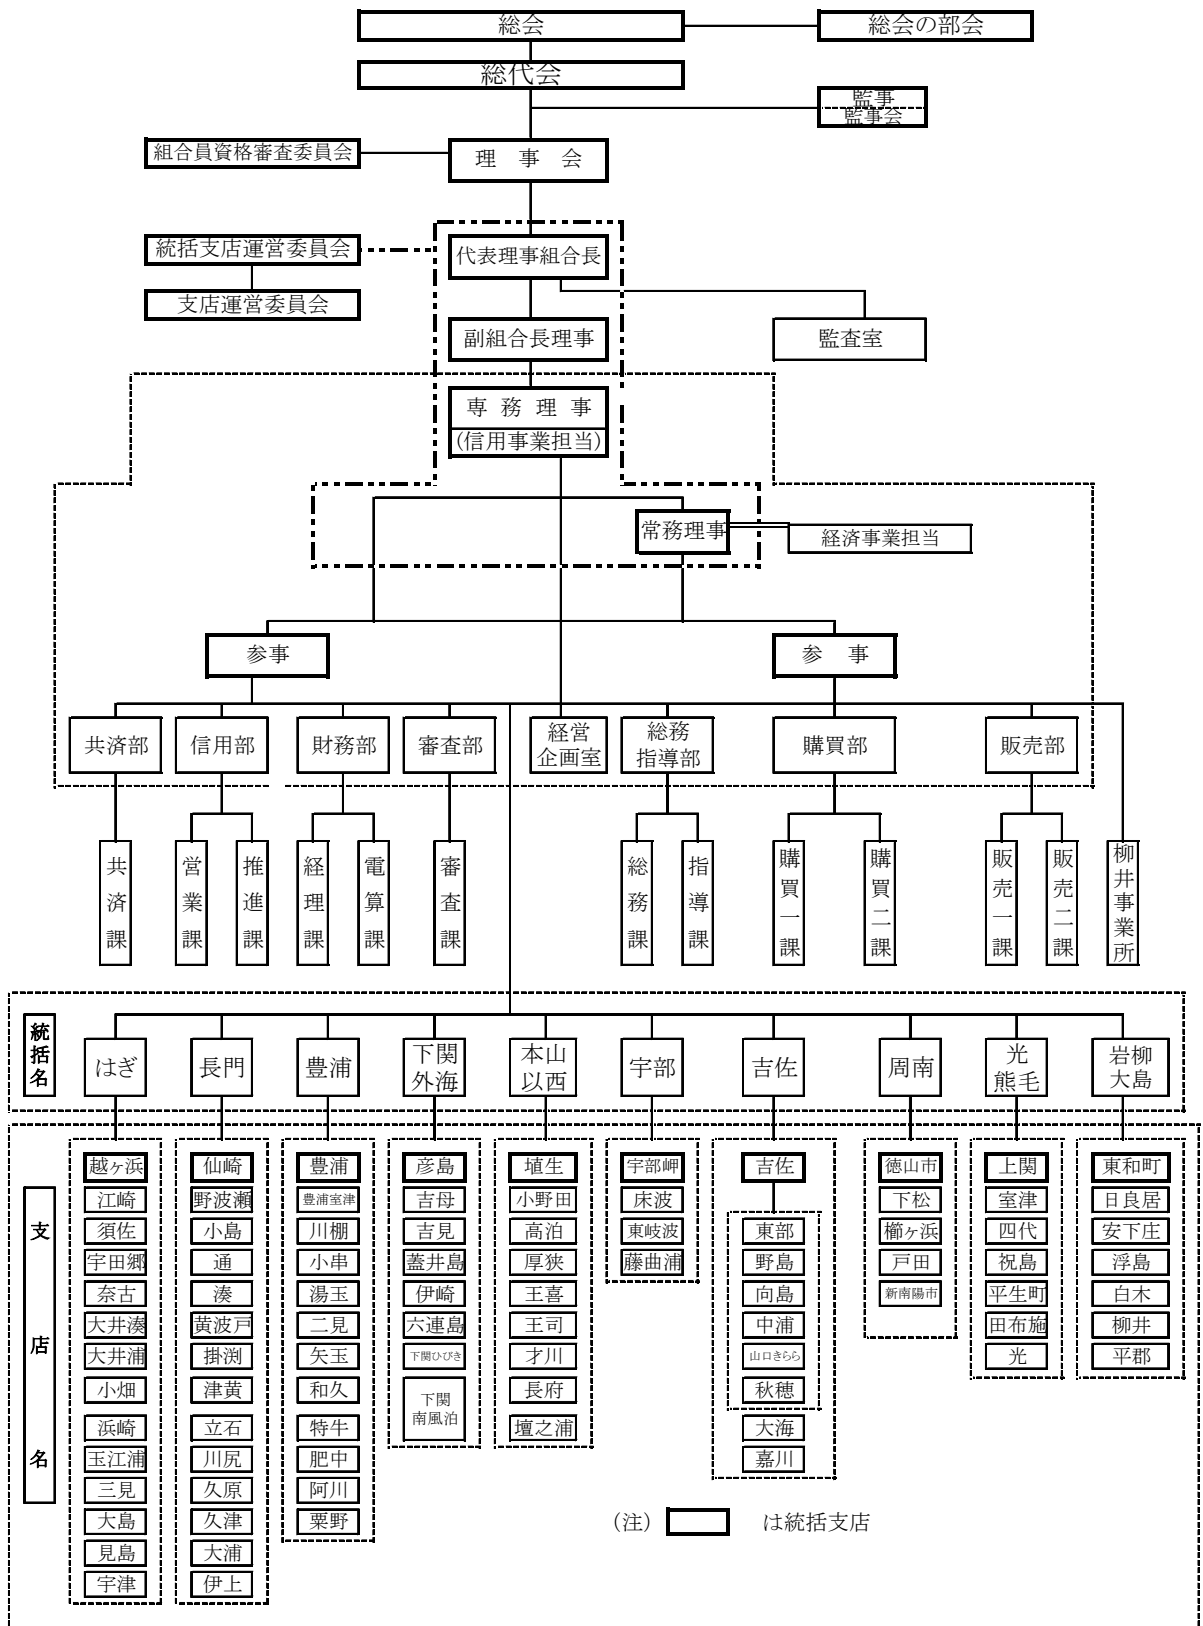 総会
総会の部会
総代会
監事
監事会
組合員資格審査委員会
理 事 会
統括支店運営委員会
代表理事組合長
支店運営委員会
副組合長理事
監査室
専 務 理 事
(信用事業担当)
常務理事
経済事業担当
参事
参 事
共済部
信用部
財務部
審査部
経営
企画室
総務
指導部
購買部
販売部
共済課
営業課
推進課
経理課
電算課
審査課
総務課
指導課
購買一課
購買二課
販売一課
販売二課
柳井事業所
統括名
はぎ
長門
豊浦
下関
外海
本山
以西
宇部
吉佐
周南
光
熊毛
岩柳
大島
支店名
越ヶ浜
江崎
須佐
宇田郷
奈古
大井湊
大井浦
小畑
浜崎
玉江浦
三見
大島
見島
宇津
仙崎
野波瀬
小島
通
湊
黄波戸
掛渕
津黄
立石
川尻
久原
久津
大浦
伊上
豊浦
豊浦室津
川棚
小串
湯玉
二見
矢玉
和久
特牛
肥中
阿川
粟野
彦島
吉母
吉見
蓋井島
伊崎
六連島
下関ひびき
下関
南風泊
埴生
小野田
高泊
厚狭
王喜
王司
才川
長府
壇之浦
宇部岬
床波
東岐波
藤曲浦
吉佐
東部
野島
向島
中浦
山口きらら
秋穂
大海
嘉川
徳山市
下松
櫛ヶ浜
戸田
新南陽市
上関
室津
四代
祝島
平生町
田布施
光
東和町
日良居
安下庄
浮島
白木
柳井
平郡
(注) は統括支店